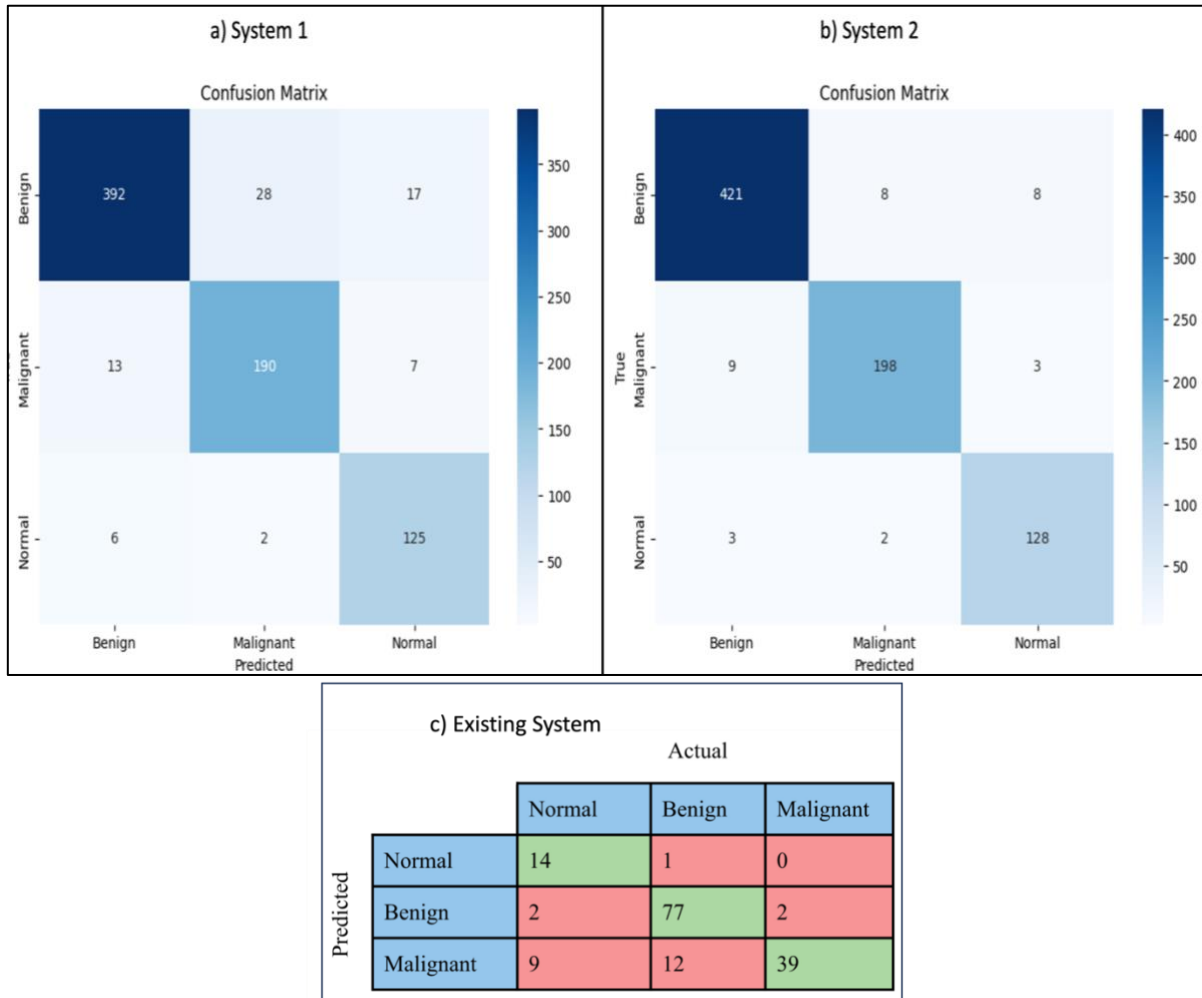 a) System 1
Confusion Matrix
Benign
392 28 17
350
300
250
Malignant
13 190 7
200
150
100
Normal
6 2 125
50
Benign Malignant Normal
Predicted
b) System 2
Confusion Matrix
Benign
421 8 8
400
350
300
250
True
Malignant
9 198 3
200
150
100
Normal
3 2 128
50
Benign Malignant Normal
Predicted
c) Existing System
Actual
Normal Benign Malignant
Predicted
Normal 14 1 0
Benign 2 77 2
Malignant 9 12 39